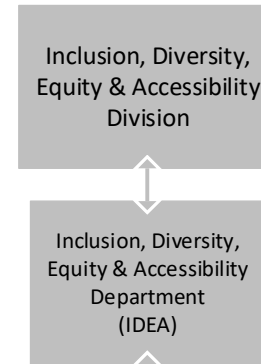 Inclusion, Diversity,
Equity & Accessibility
Division
Inclusion, Diversity,
Equity & Accessibility
Department
(IDEA)